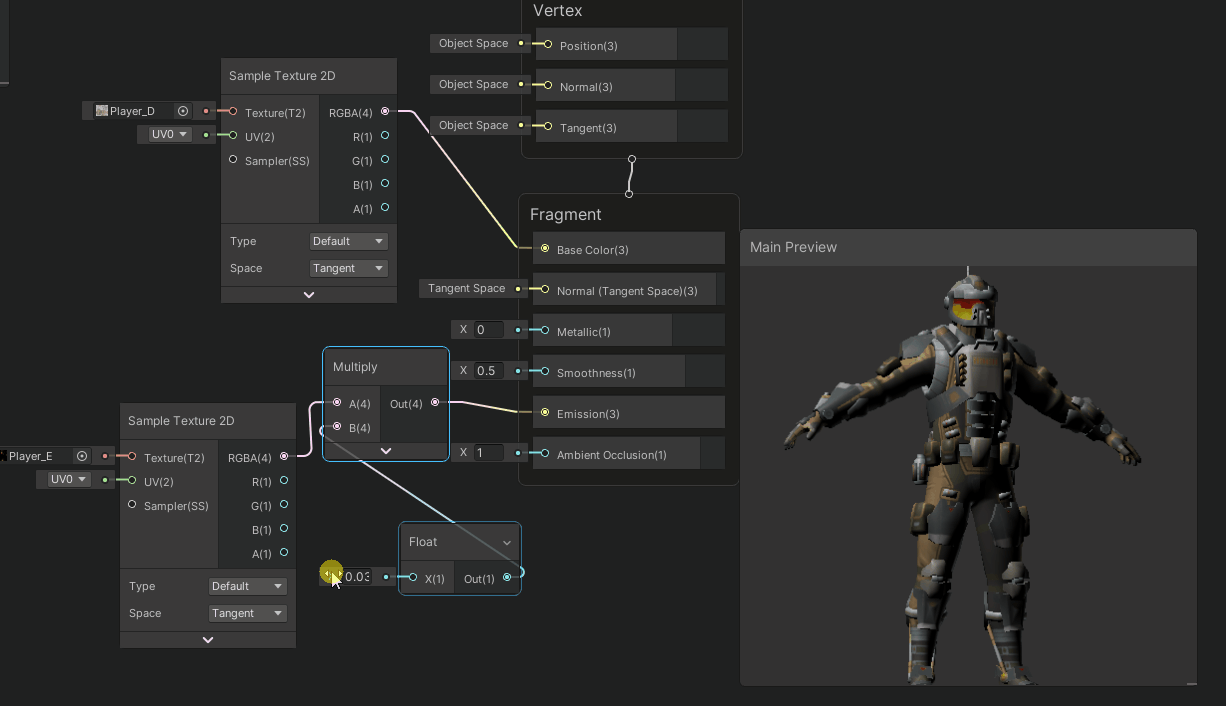 Vertex
Object Space
Position(3)
Object Space
Normal(3)
Object Space
Tangent(3)
Sample Texture 2D
Player_D
Texture(T2)
RGBA(4)
UV0
UV(2)
R(1)
Sampler(SS)
G(1)
B(1)
A(1)
Type
Default
Space
Tangent
Fragment
Base Color(3)
Tangent Space
Normal (Tangent Space)(3)
X 0
Metallic(1)
X 0.5
Smoothness(1)
Emission(3)
X 1
Ambient Occlusion(1)
Main Preview
Multiply
A(4)
Out(4)
B(4)
Sample Texture 2D
Player_E
Texture(T2)
RGBA(4)
UV0
UV(2)
R(1)
Sampler(SS)
G(1)
B(1)
A(1)
Type
Default
Space
Tangent
Float
X(1)
Out(1)